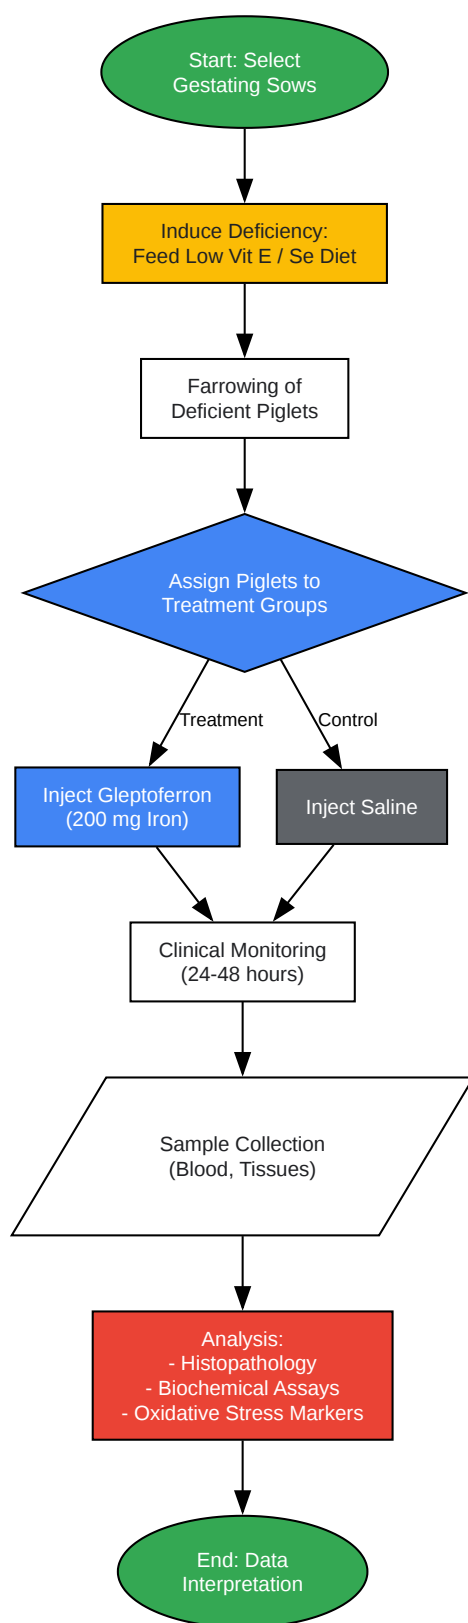 Start: Select
Gestating Sows
Induce Deficiency:
Feed Low Vit E / Se Diet
Farrowing of
Deficient Piglets
Assign Piglets to
Treatment Groups
Treatment
Control
Inject Gleptoferron
(200 mg Iron)
Inject Saline
Clinical Monitoring
(24-48 hours)
Sample Collection
(Blood, Tissues)
Analysis:
- Histopathology
- Biochemical Assays
- Oxidative Stress Markers
End: Data
Interpretation